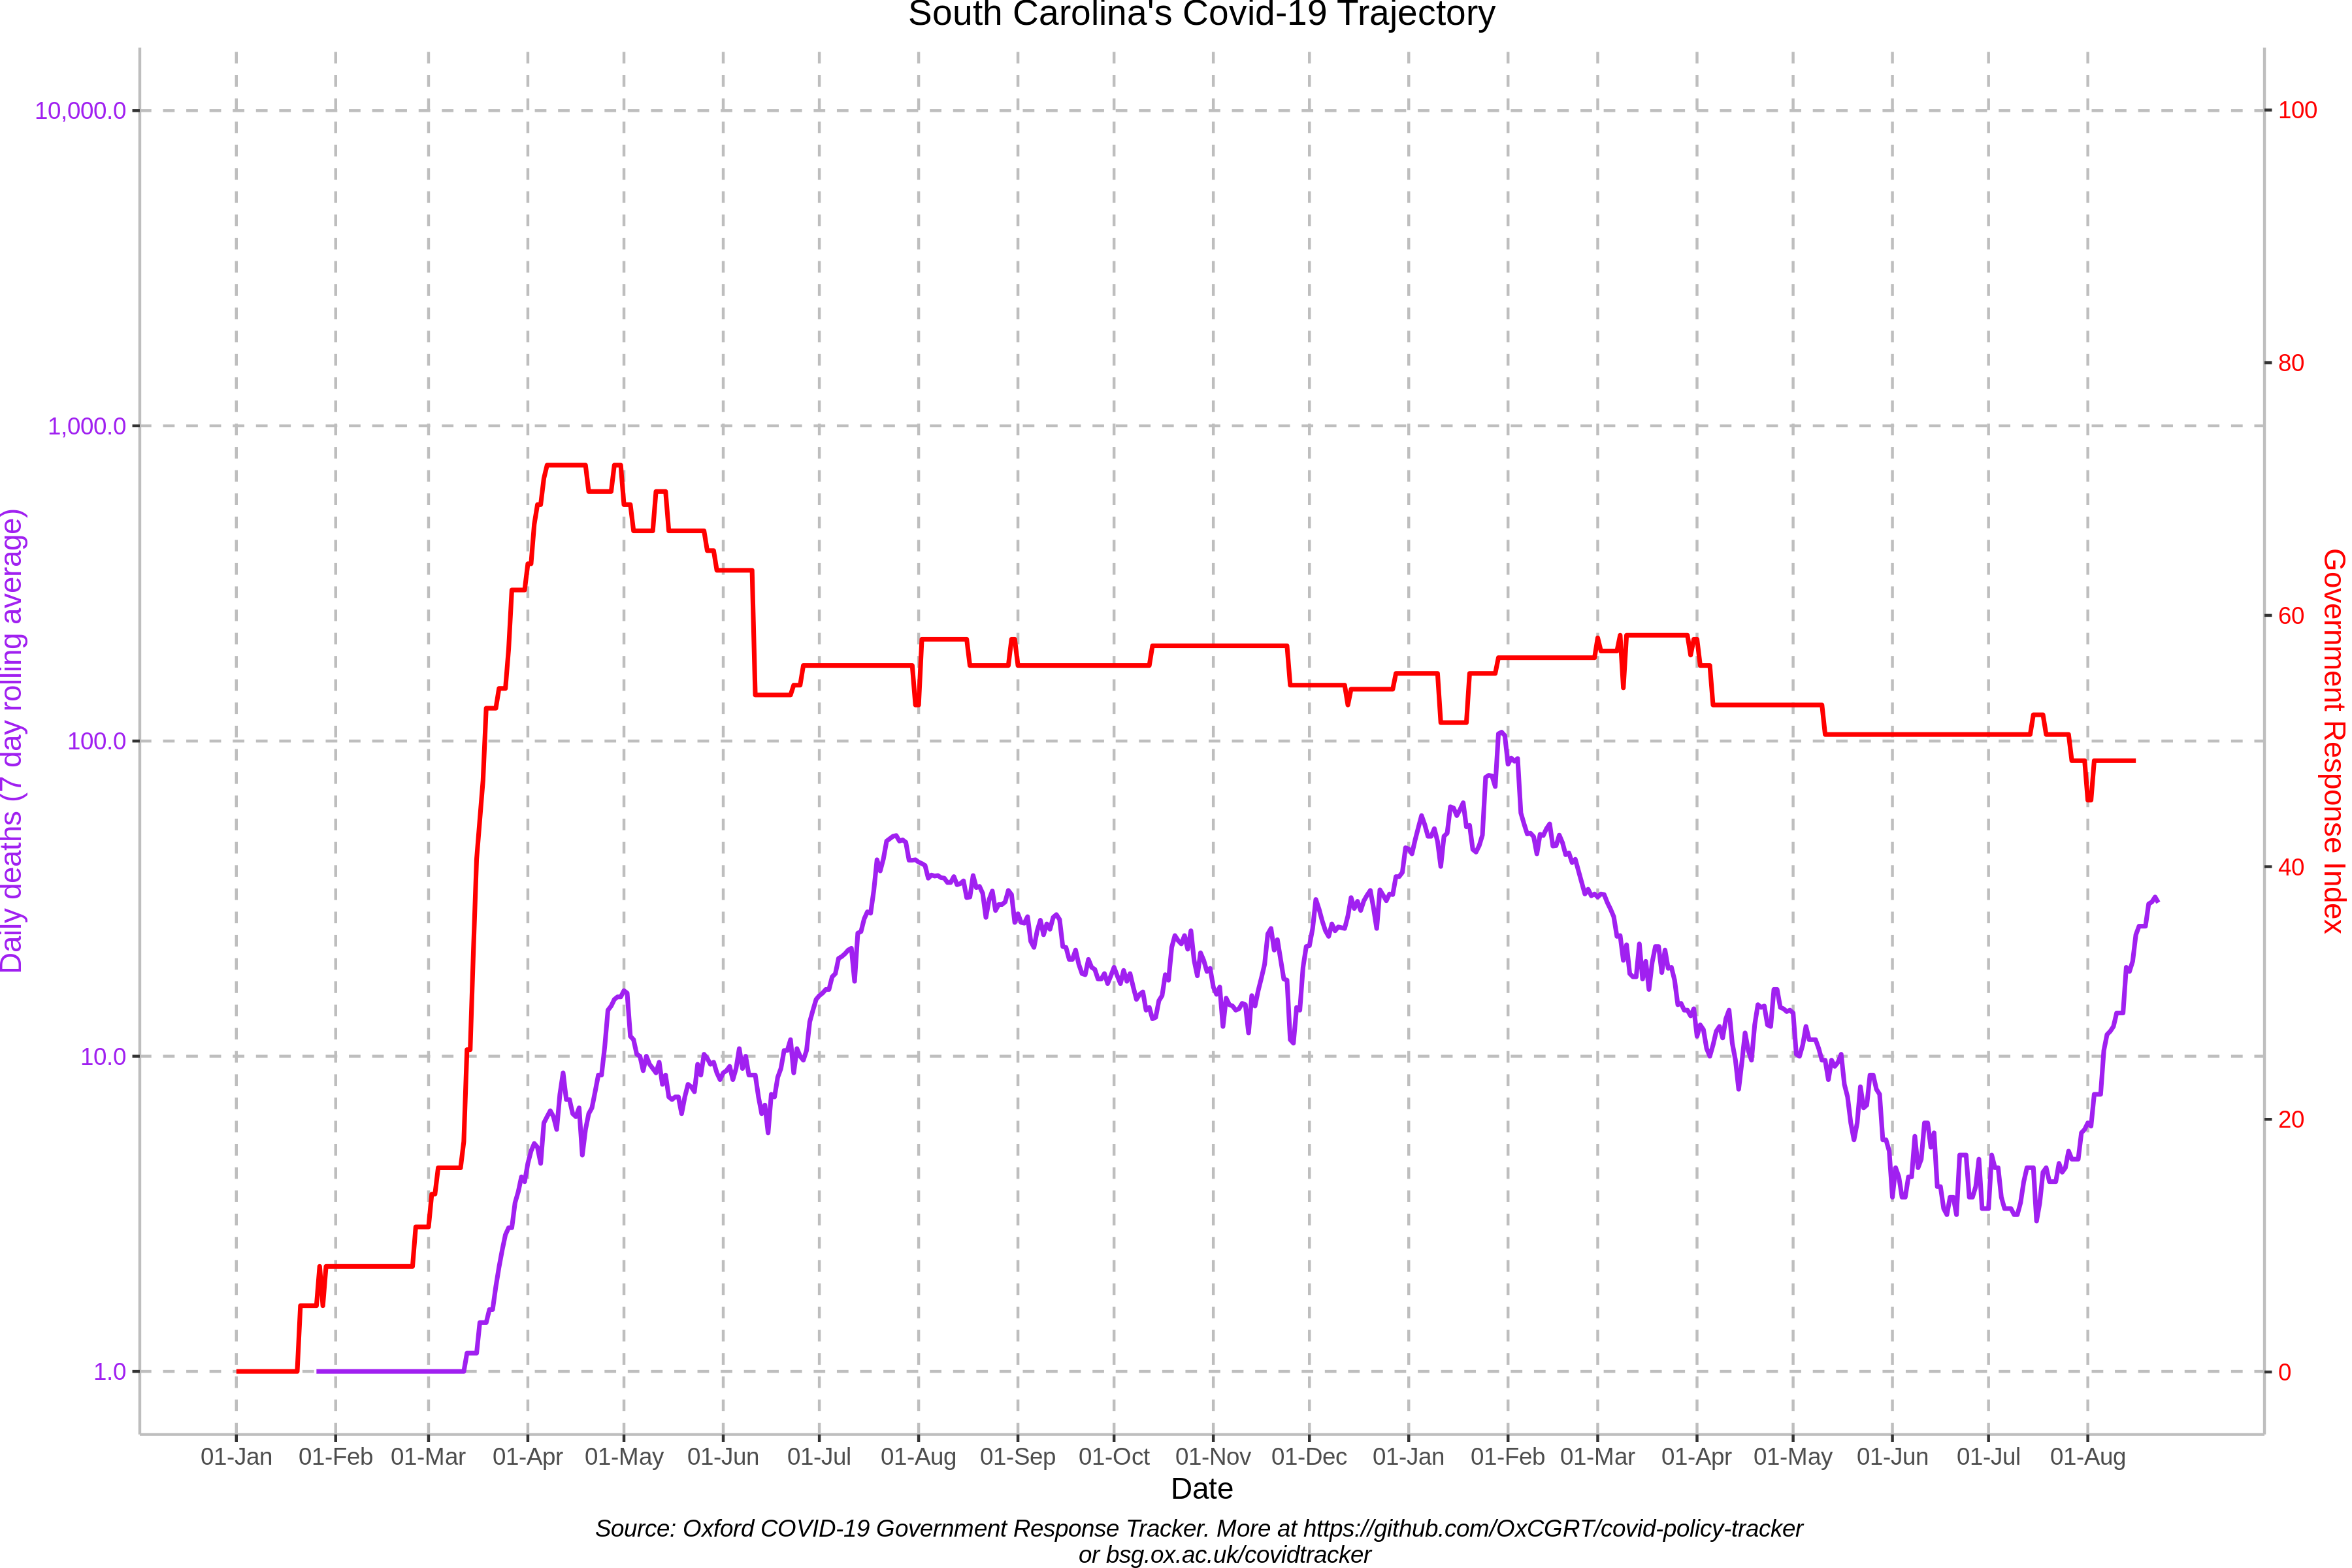 South Carolina's Covid-19 Trajectory
10,000.0
1,000.0
100.0
10.0
1.0
Daily deaths (7 day rolling average)
100
80
60
40
20
0
Government Response Index
01-Jan 01-Feb 01-Mar 01-Apr 01-May 01-Jun 01-Jul 01-Aug 01-Sep 01-Oct 01-Nov 01-Dec 01-Jan 01-Feb 01-Mar 01-Apr 01-May 01-Jun 01-Jul 01-Aug
Date
Source: Oxford COVID-19 Government Response Tracker. More at https://github.com/OxCGRT/covid-policy-tracker
or bsg.ox.ac.uk/covidtracker